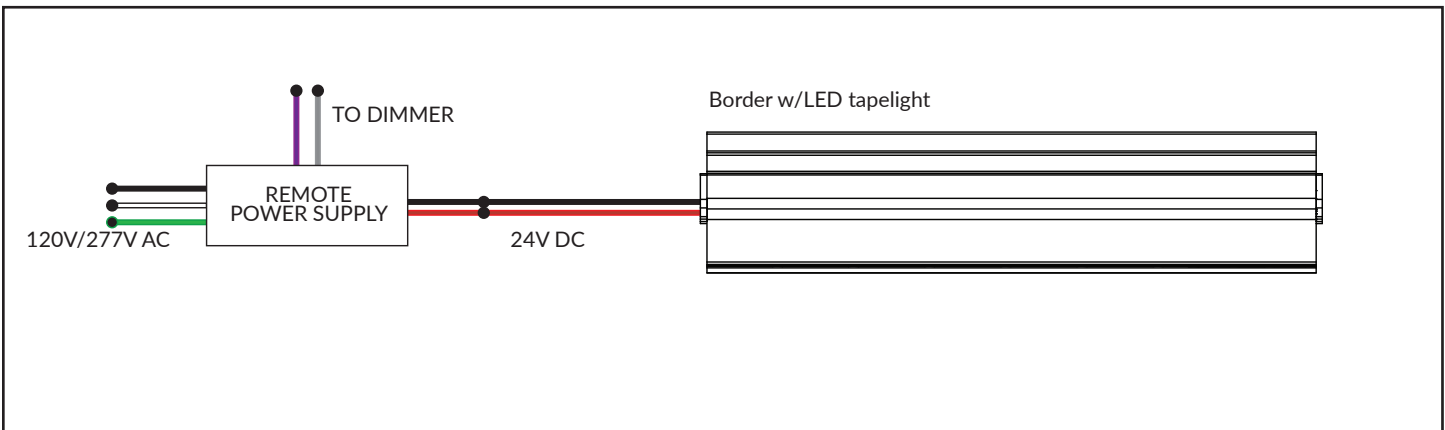 TO DIMMER
Border w/LED tapelight
REMOTE
POWER SUPPLY
120V/277V AC
24V DC